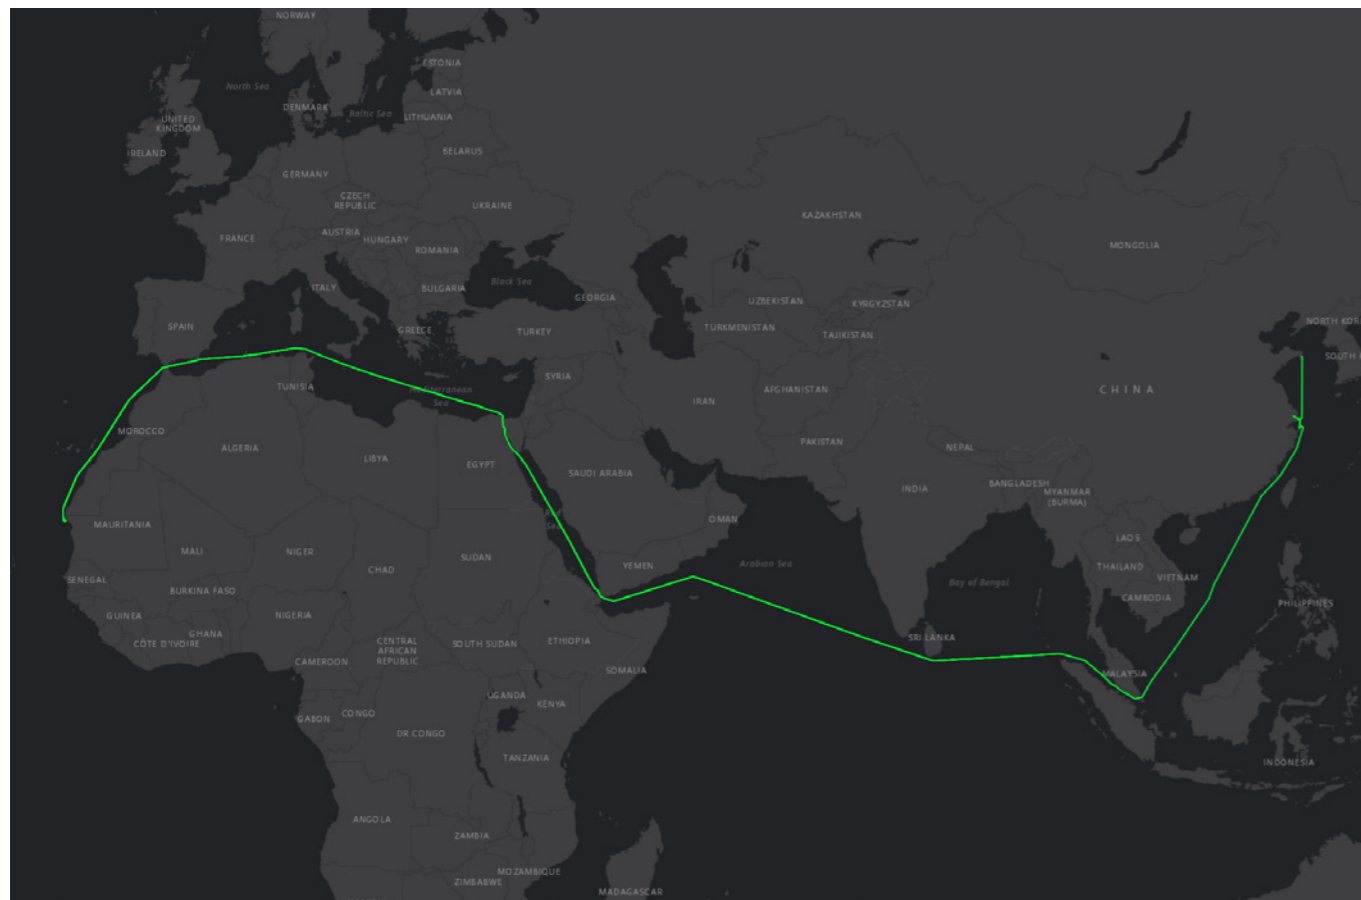 NORWAY
ESTONIA
North Sea
LATVIA
DENMARK
Baltic Sea
LITHUANIA
UNITED
KINGDOM
IRELAND
BELARUS
GERMANY
CZECH
REPUBLIC
UKRAINE
KAZAKHSTAN
AUSTRIA
HUNGARY
FRANCE
ROMANIA
MONGOLIA
ITALY
BULGARIA
Black Sea
GEORGIA
UZBEKISTAN
KYRGYZSTAN
SPAIN
GREECE
TURKEY
TURKMENISTAN
TAJIKISTAN
NORTH KOR
SOUTH
SYRIA
TUNISIA
Mediterranean
Sea
AFGHANISTAN
CHINA
IRAN
MOROCCO
ALGERIA
LIBYA
EGYPT
PAKISTAN
NEPAL
SAUDI ARABIA
INDIA
BANGLADESH
MYANMAR
(BURMA)
MAURITANIA
Red
Sea
OMAN
MALI
NIGER
CHAD
SUDAN
YEMEN
Arabian Sea
LAOS
THAILAND
VIETNAM
SENEGAL
BURKINA FASO
Bay of Bengal
CAMBODIA
PHILIPPINES
GUINEA
NIGERIA
GHANA
CÔTE D'IVOIRE
CENTRAL
AFRICAN
REPUBLIC
SOUTH SUDAN
ETHIOPIA
SRI LANKA
CAMEROON
SOMALIA
MALAYSIA
UGANDA
KENYA
GABON
CONGO
DR CONGO
TANZANIA
INDONESIA
ANGOLA
ZAMBIA
MOZAMBIQUE
ZIMBABWE
MADAGASCAR